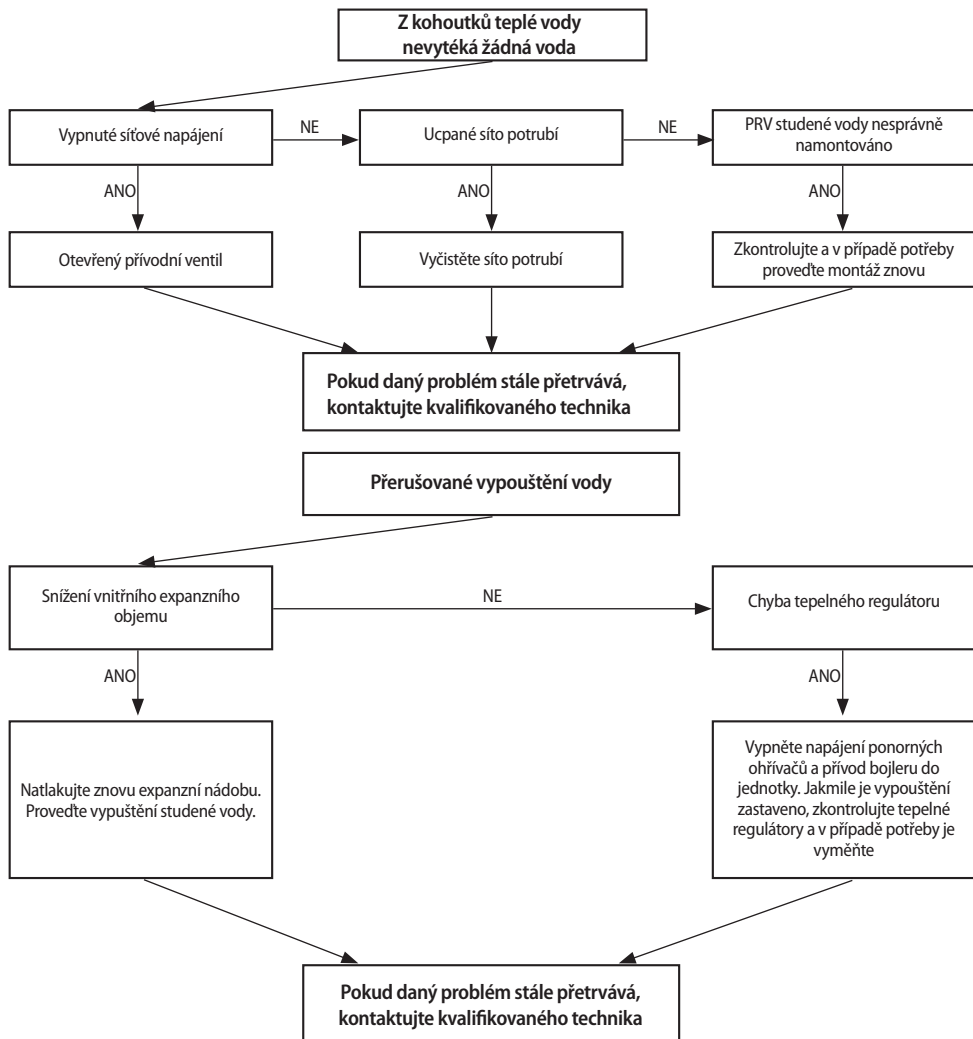 Z kohoutků teplé vody
nevytéká žádná voda
Vypnuté síťové napájení
NE
Ucpané síto potrubí
NE
PRV studené vody nesprávně
namontováno
ANO
ANO
ANO
Otevřený přívodní ventil
Vyčistěte síto potrubí
Zkontrolujte a v případě potřeby
proveďte montáž znovu
Pokud daný problém stále přetrvává,
kontaktujte kvalifikovaného technika
Přerušované vypouštění vody
Snížení vnitřního expanzního
objemu
NE
Chyba tepelného regulátoru
ANO
ANO
Natlakujte znovu expanzní nádobu.
Proveďte vypuštění studené vody.
Vypněte napájení ponorných
ohřívačů a přívod bojleru do
jednotky. Jakmile je vypouštění
zastaveno, zkontrolujte tepelné
regulátory a v případě potřeby je
vyměňte
Pokud daný problém stále přetrvává,
kontaktujte kvalifikovaného technika